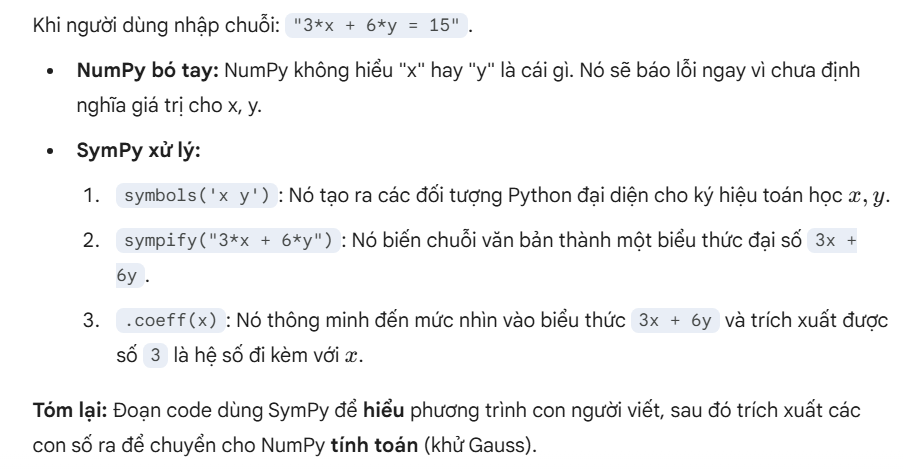 Khi người dùng nhập chuỗi: "3*x + 6*y = 15".
• NumPy bó tay: NumPy không hiểu "x" hay "y" là cái gì. Nó sẽ báo lỗi ngay vì chưa định
nghĩa giá trị cho x, y.
• SymPy xử lý:
1. symbols('x y') : Nó tạo ra các đối tượng Python đại diện cho ký hiệu toán học x, y.
2. sympify("3*x + 6*y") : Nó biến chuỗi văn bản thành một biểu thức đại số 3x +
6y .
3. .coeff(x) : Nó thông minh đến mức nhìn vào biểu thức 3x + 6y và trích xuất được
số 3 là hệ số đi kèm với x.
Tóm lại: Đoạn code dùng SymPy để hiểu phương trình con người viết, sau đó trích xuất các
con số ra để chuyển cho NumPy tính toán (khử Gauss).